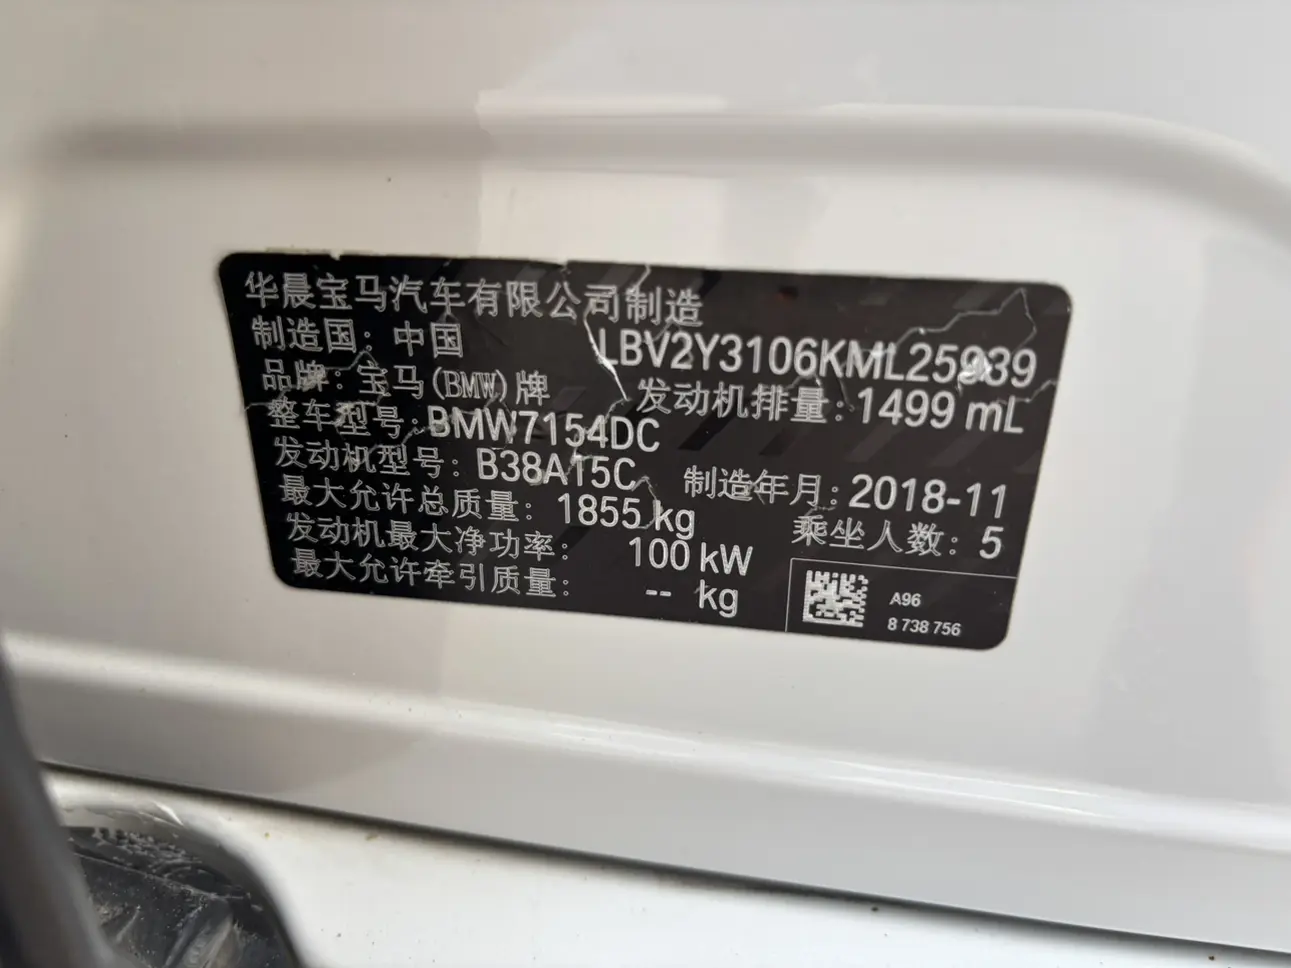 华晨宝马汽车有限公司制造
制造国：中国
LBV2Y3106KML25939
品牌：宝马(BMW)牌
发动机排量：1499 mL
整车型号：BMW7154DC
发动机型号：B38A15C
制造年月：2018-11
最大允许总质量：1855 kg
乘坐人数：5
发动机最大净功率：100 kW
最大允许牵引质量：-- kg
A96
8 738 756